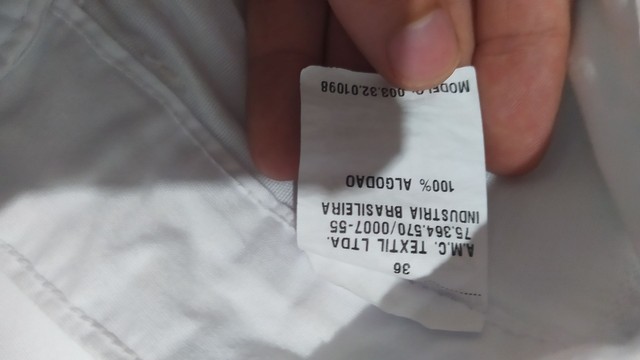 36
A.M.C. TEXTIL LTDA.
75.364.570/0007-55
INDUSTRIA BRASILEIRA
100% ALGODAO
MODELO: 003.32.01098